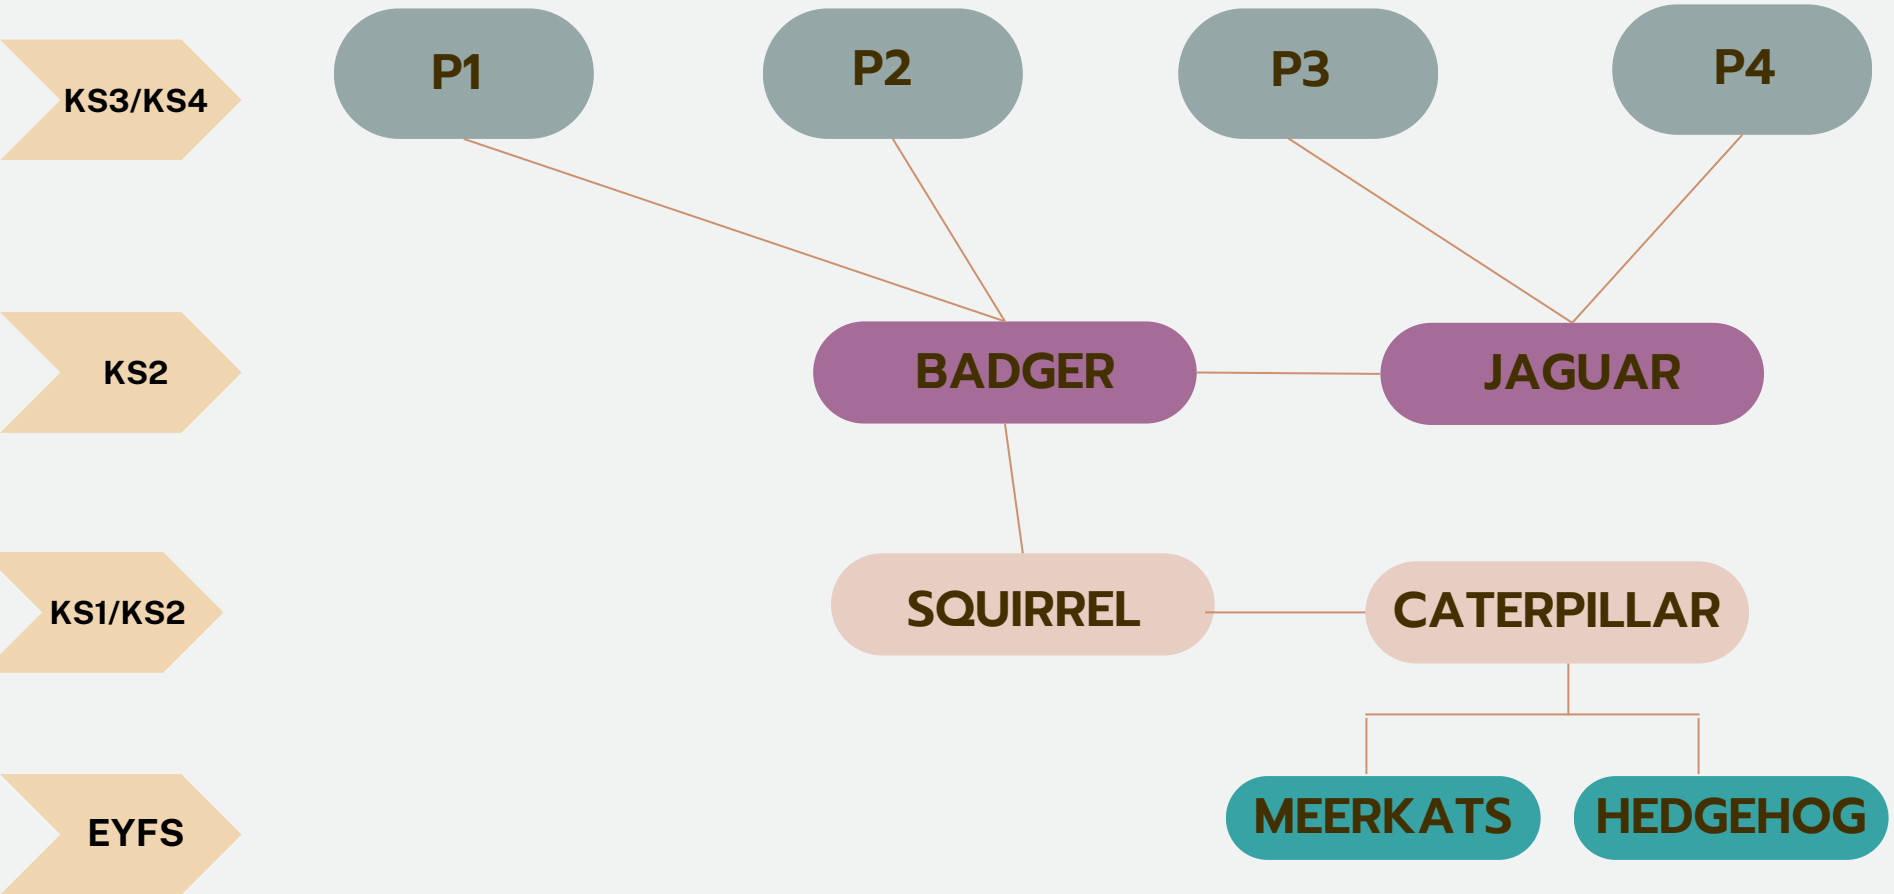 KS3/KS4
P1
P2
P3
P4
KS2
BADGER
JAGUAR
KS1/KS2
SQUIRREL
CATERPILLAR
EYFS
MEERKATS
HEDGEHOG